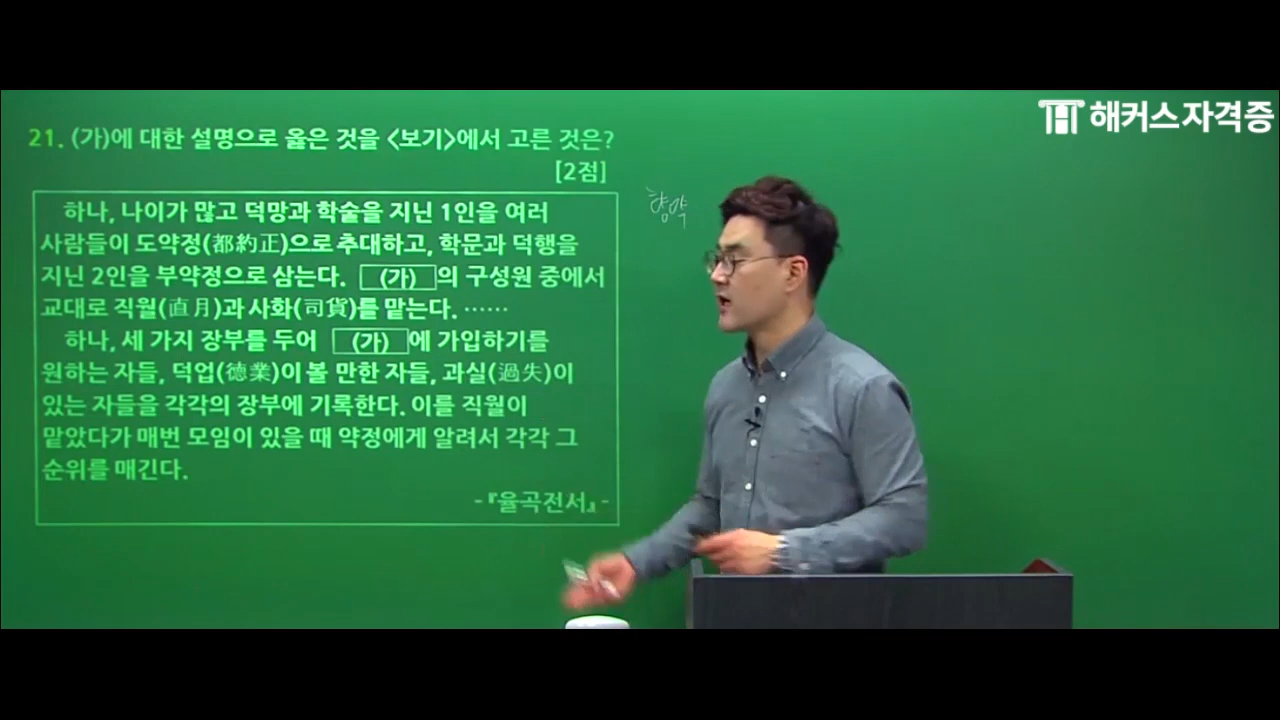 해커스자격증
21. (가)에 대한 설명으로 옳은 것을 <보기>에서 고른 것은?
[2점]
하나, 나이가 많고 덕망과 학술을 지닌 1인을 여러
사람들이 도약정(都約正)으로 추대하고, 학문과 덕행을
지닌 2인을 부약정으로 삼는다. (가)의 구성원 중에서
교대로 직월(直月)과 사화(司貨)를 맡는다. ……
하나, 세 가지 장부를 두어 (가)에 가입하기를
원하는 자들, 덕업(德業)이 볼 만한 자들, 과실(過失)이
있는 자들을 각각의 장부에 기록한다. 이를 직월이
맡았다가 매번 모임이 있을 때 약정에게 알려서 각각 그
순위를 매긴다.
-『율곡전서』-
향약